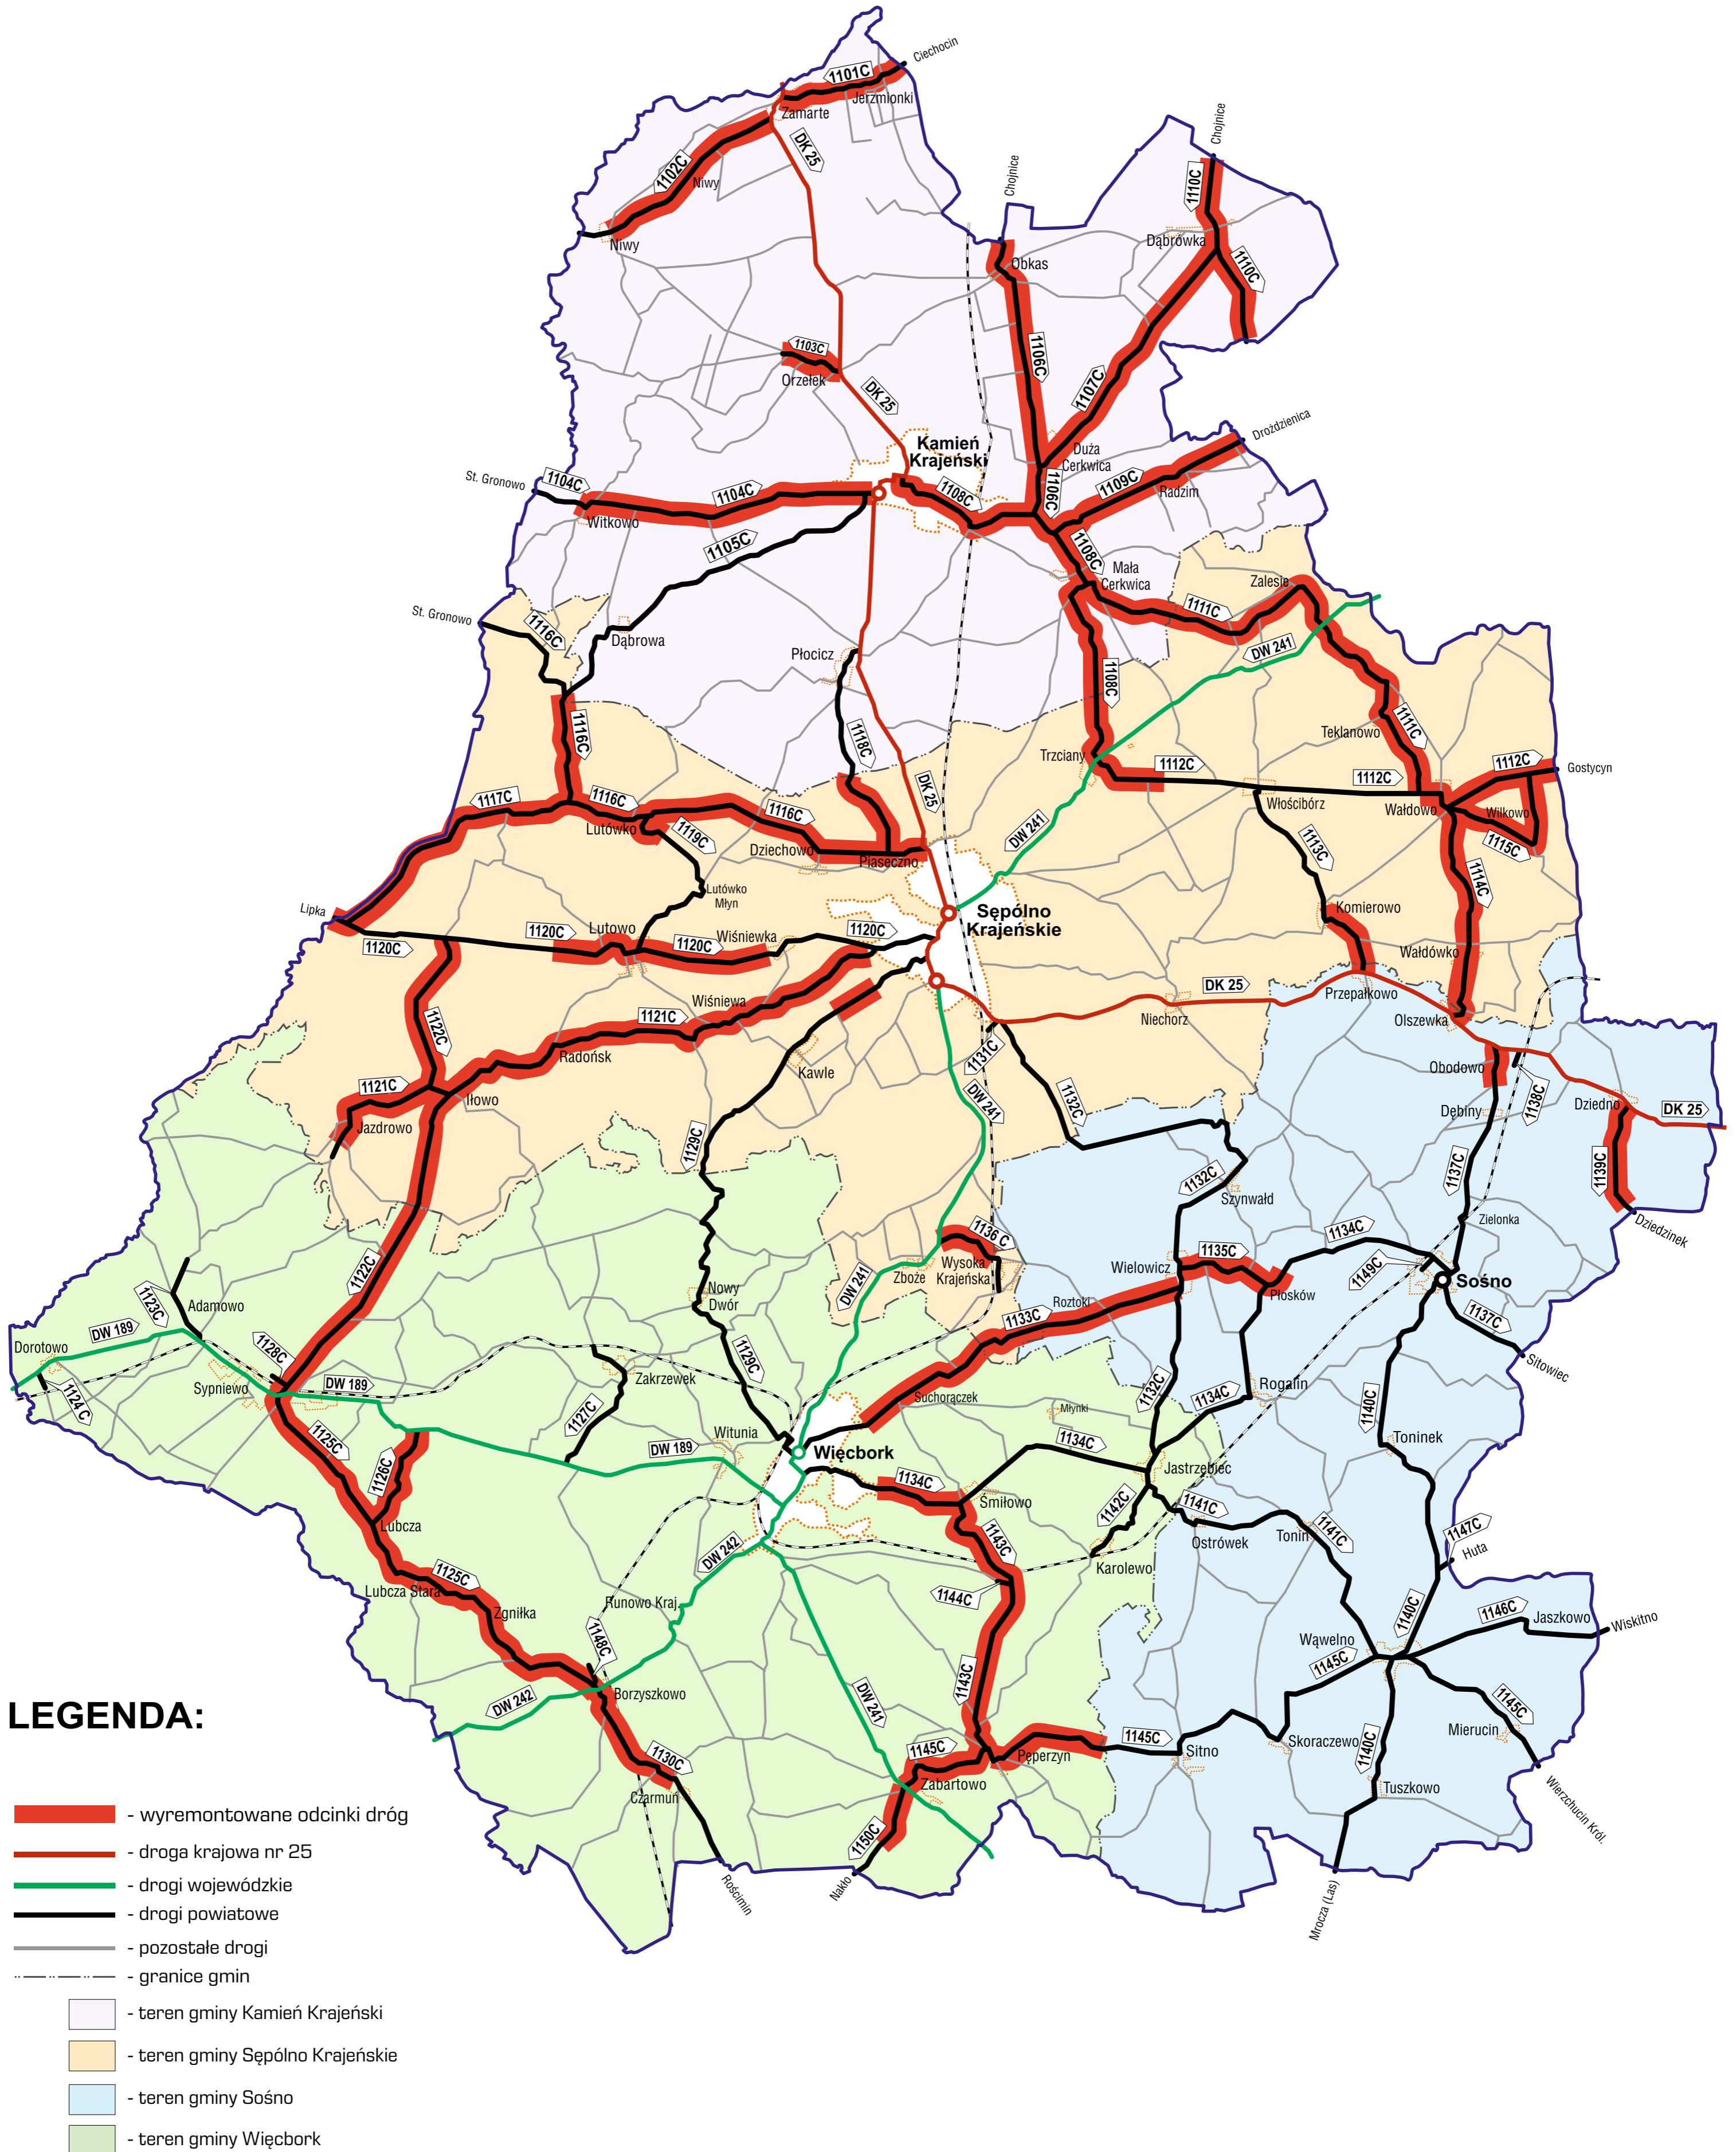 Ciechocin
1101C
Jerzmionki
Zamarte
DK 25
Chojnice
Chojnice
1102C
Niwy
1110C
Niwy
Dąbrówka
Obkas
1110C
1103C
1106C
Orzełek
DK 25
1107C
Kamień
Krajeński
Drożdzienica
Duża
Cerkwica
St. Gronowo
1104C
1104C
1108C
1106C
1109C
Radzim
Witkowo
1105C
1108C
Mała
Cerkwica
Zalesie
St. Gronowo
1116C
1111C
Dąbrowa
DW 241
Płocicz
1108C
1116C
1118C
1111C
Teklanowo
Trzciany
1112C
1112C
1112C
Gostycyn
DK 25
Włościbórz
Wałdowo
Wilkowo
1117C
1116C
1116C
Lutówko
1119C
DW 241
Dziechowo
Piaseczno
1113C
1115C
1114C
Lutówko
Młyn
Lipka
Sępólno
Krajeńskie
Komierowo
1120C
1120C
Lutowo
1120C
Wiśniewka
1120C
Wałdówko
DK 25
Przepałkowo
Wiśniewa
1121C
Niechorz
Olszewka
1122C
Radońsk
1131C
Kawle
Obodowo
1121C
Iłowo
DW 241
1132C
Dębiny
1138C
Dziedno
DK 25
Jazdrowo
1129C
1137C
1139C
1132C
Szynwałd
Zielonka
Dziedzinek
1136 C
1134C
1122C
Wysoka
Krajeńska
Zboże
1135C
Wielowicz
1149C
Sośno
1123C
Adamowo
Nowy
Dwór
DW 241
Płosków
Roztoki
1133C
1137C
DW 189
Dorotowo
1128C
1129C
Sitowiec
1124 C
Sypniewo
DW 189
Zakrzewek
1132C
Rogalin
Suchorączek
1134C
1140C
1127C
Młynki
Witunia
1125C
DW 189
Więcbork
1134C
Toninek
1126C
1134C
Jastrzębiec
Śmiłowo
1142C
1141C
Lubcza
Ostrówek
Tonin
1141C
1147C
Huta
DW 242
1143C
Karolewo
1125C
Lubcza Stara
1144C
Zgniłka
Runowo Kraj.
1140C
1146C
Jaszkowo
Wiskitno
1148C
Wąwelno
1145C
1143C
1145C
DW 242
Borzyszkowo
DW 241
Mierucin
1145C
Skoraczewo
1140C
1130C
1145C
Pęperzyn
Sitno
Czarmuń
Zabartowo
Tuszkowo
Wierzchucin Król.
1150C
Nakło
Rościmin
Mrocza (Las)
LEGENDA:
- wyremontowane odcinki dróg
- droga krajowa nr 25
- drogi wojewódzkie
- drogi powiatowe
- pozostałe drogi
- granice gmin
- teren gminy Kamień Krajeński
- teren gminy Sępólno Krajeńskie
- teren gminy Sośno
- teren gminy Więcbork